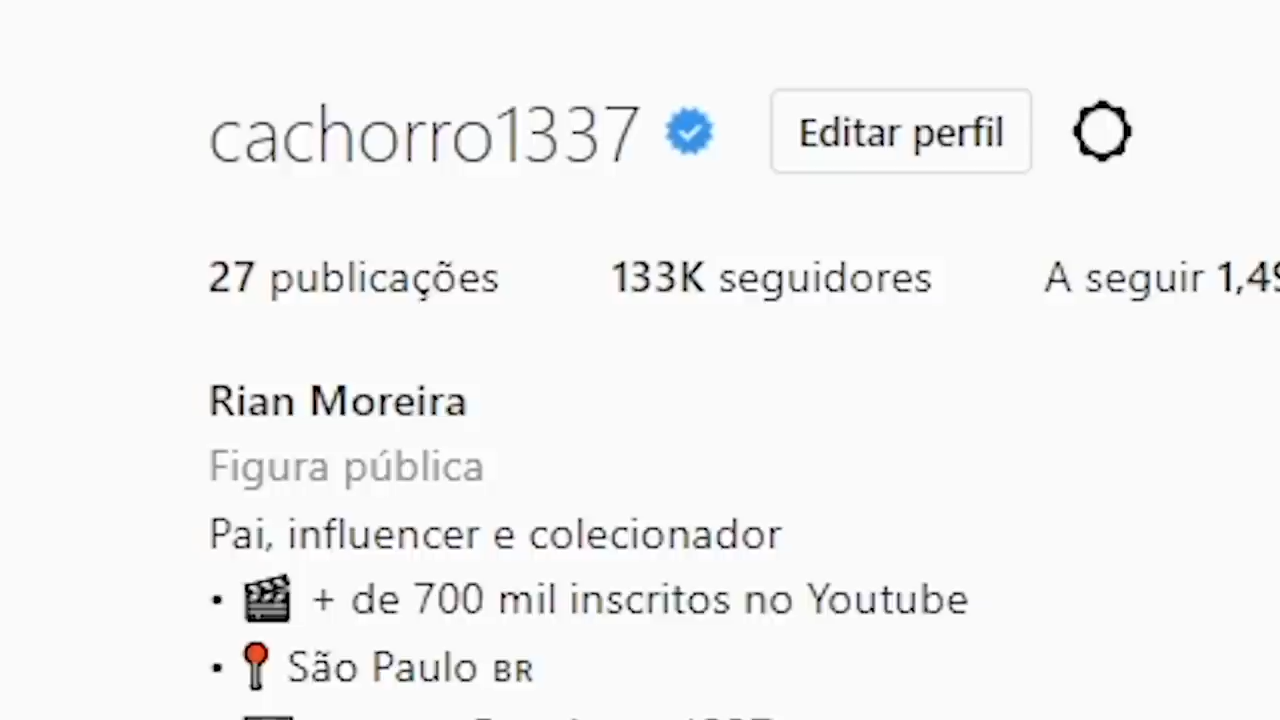 cachorro1337 Editar perfil
27 publicações 133K seguidores A seguir
Rian Moreira
Figura pública
Pai, influencer e colecionador
• 🎬 + de 700 mil inscritos no Youtube
• 📍 São Paulo BR